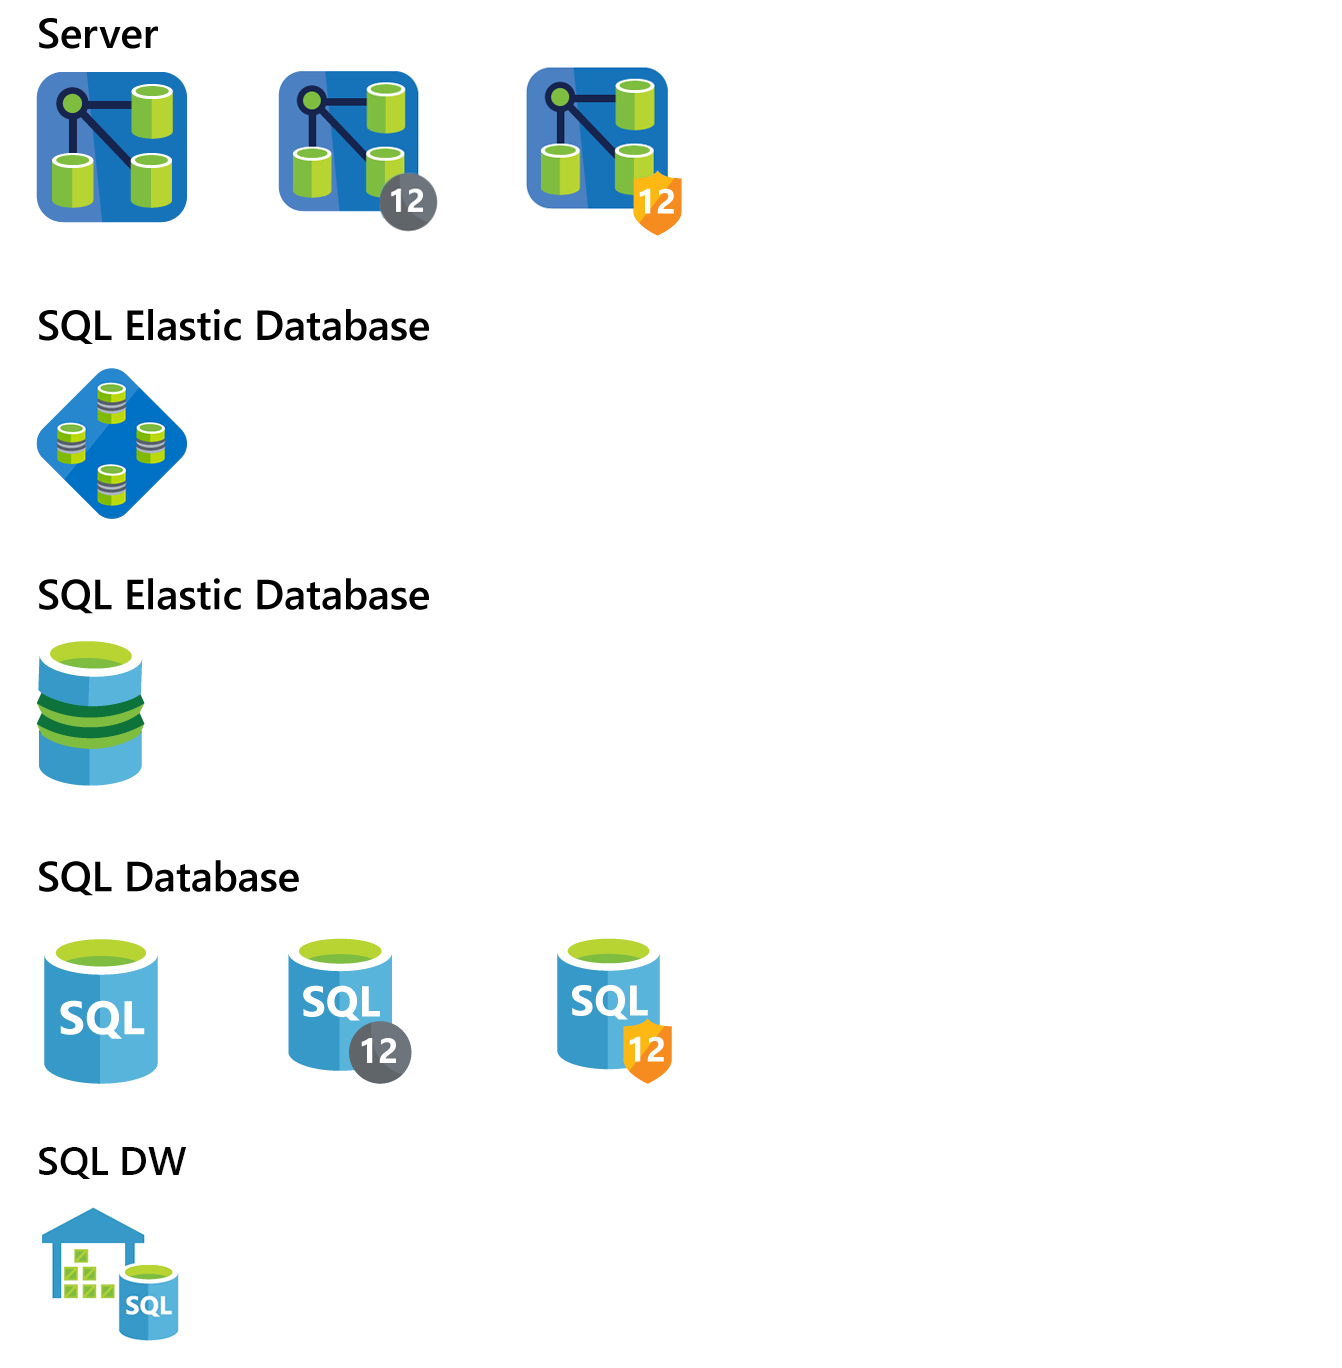 Server
12
12
SQL Elastic Database
SQL Elastic Database
SQL Database
SQL
SQL
12
SQL
12
SQL DW
SQL